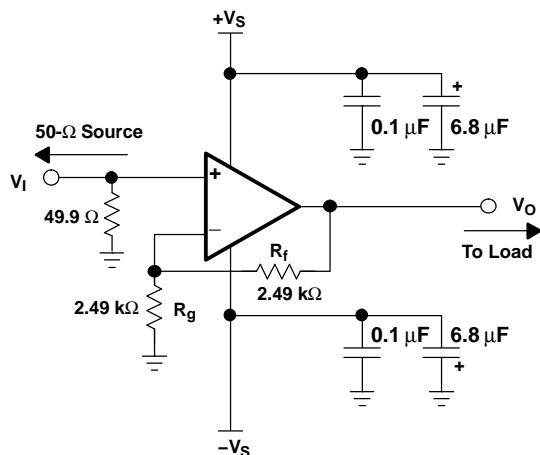 +VS
0.1 µF
6.8 µF
+
50-Ω Source
VI
49.9 Ω
+
−
VO
To Load
Rf
2.49 kΩ
2.49 kΩ
Rg
0.1 µF
6.8 µF
+
−VS